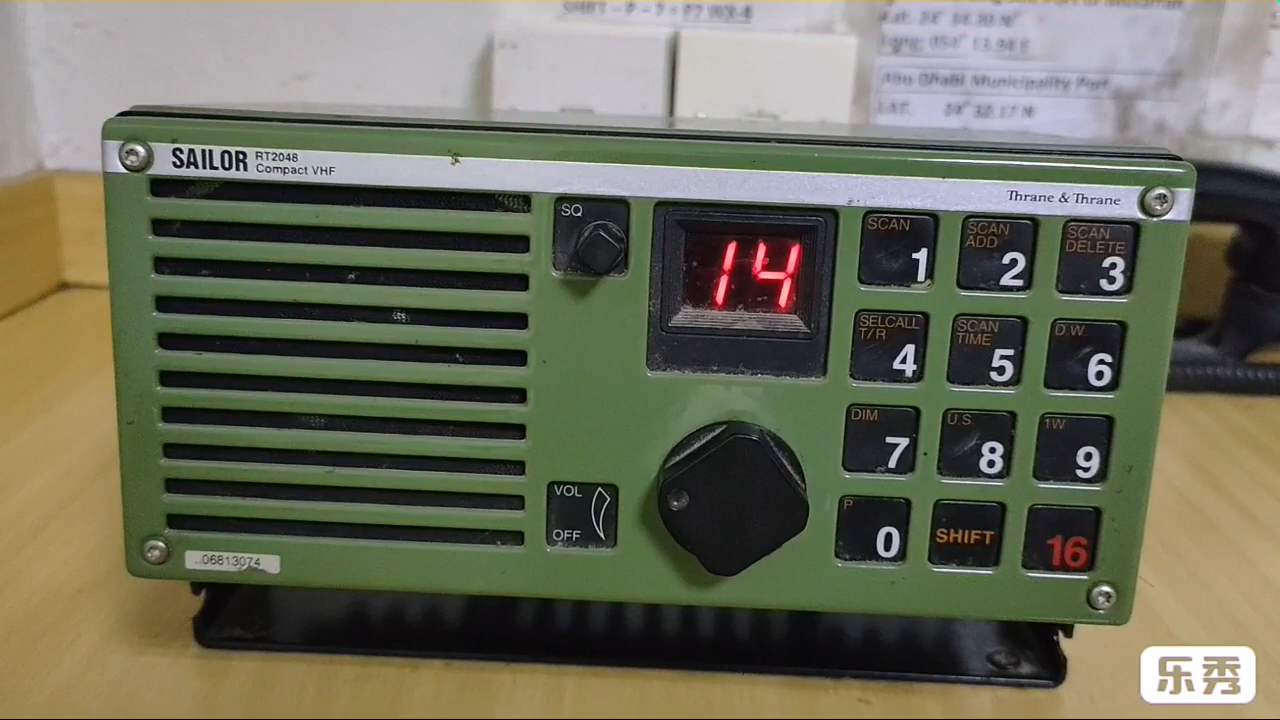 SHIFT - P - 7 =
Abu Dhabi Municipality Port
SAILOR RT2048
Compact VHF
Thrane & Thrane
SQ
14
SCAN
1
SCAN
ADD
2
SCAN
DELETE
3
SELCALL
T/R
4
SCAN
TIME
5
D.W.
6
DIM
7
U.S.
8
1W
9
VOL
OFF
P
0
SHIFT
16
06813074
乐秀